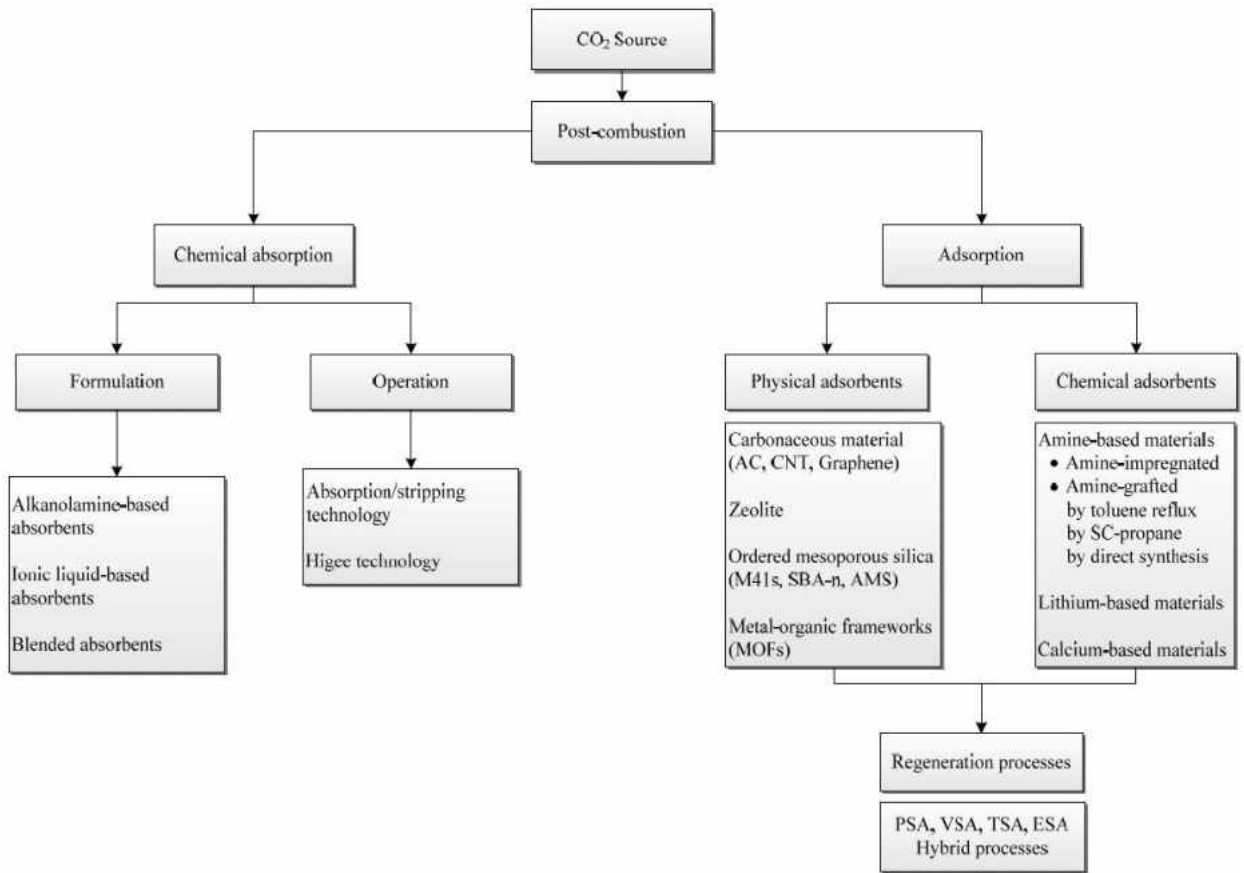 CO₂ Source
Post-combustion
Chemical absorption
Adsorption
Formulation
Operation
Physical adsorbents
Chemical adsorbents
Alkanolamine-based
absorbents
Ionic liquid-based
absorbents
Blended absorbents
Absorption/stripping
technology
Higee technology
Carbonaceous material
(AC, CNT, Graphene)
Zeolite
Ordered mesoporous silica
(M41s, SBA-n, AMS)
Metal-organic frameworks
(MOFs)
Amine-based materials
• Amine-impregnated
• Amine-grafted
by toluene reflux
by SC-propane
by direct synthesis
Lithium-based materials
Calcium-based materials
Regeneration processes
PSA, VSA, TSA, ESA
Hybrid processes